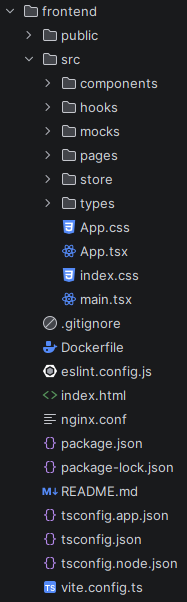 frontend
public
src
components
hooks
mocks
pages
store
types
App.css
App.tsx
index.css
main.tsx
.gitignore
Dockerfile
eslint.config.js
index.html
nginx.conf
package.json
package-lock.json
README.md
tsconfig.app.json
tsconfig.json
tsconfig.node.json
vite.config.ts